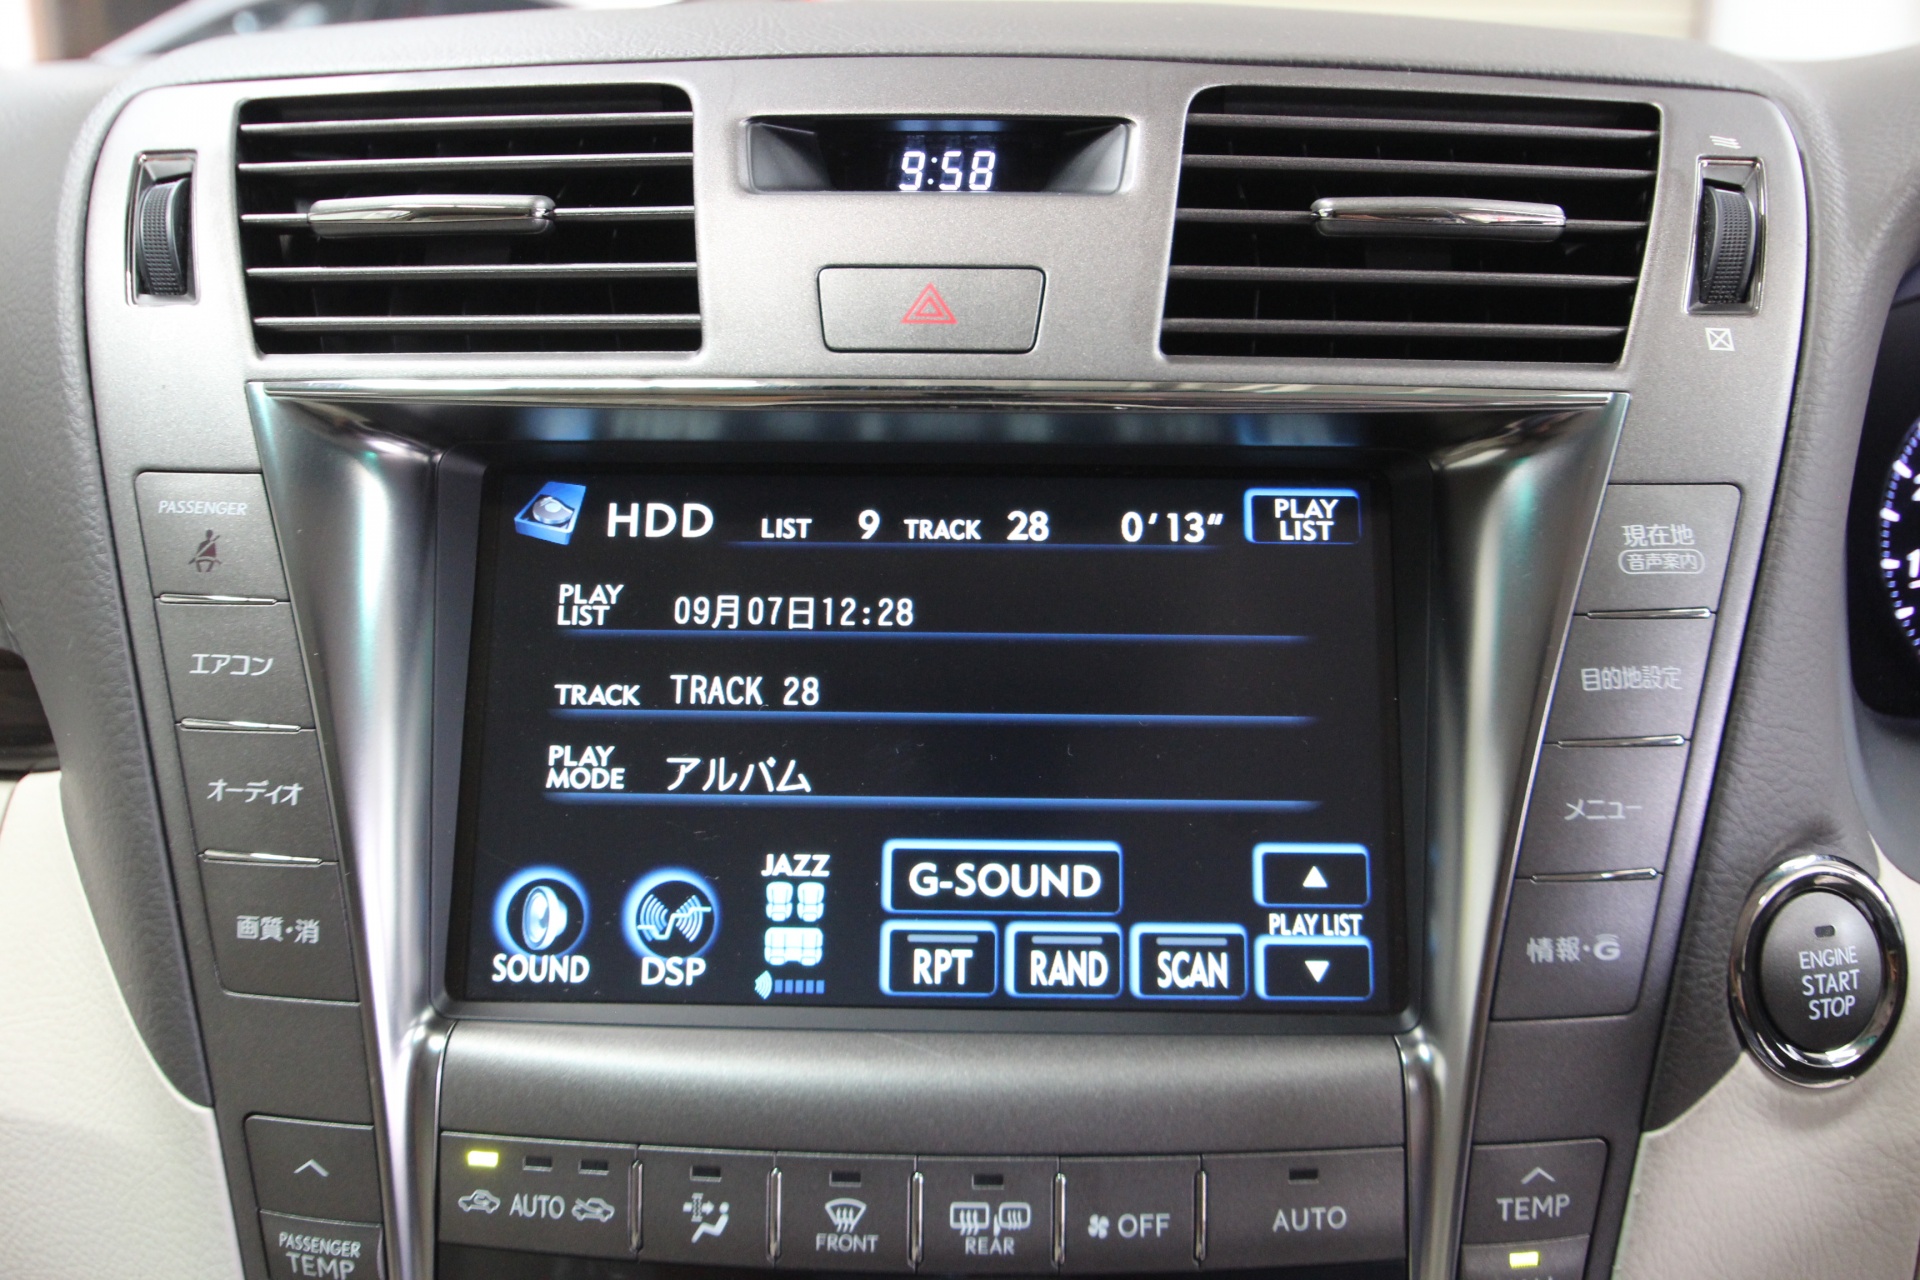 9:58
PASSENGER
エアコン
オーディオ
画質・消
HDD LIST 9 TRACK 28 0'13" PLAY LIST
PLAY LIST 09月07日12:28
TRACK TRACK 28
PLAY MODE アルバム
SOUND
DSP
JAZZ
G-SOUND
RPT RAND SCAN
PLAY LIST
現在地
音声案内
目的地設定
メニュー
情報・G
ENGINE
START
STOP
AUTO
FRONT
REAR
OFF
AUTO
TEMP
PASSENGER
TEMP